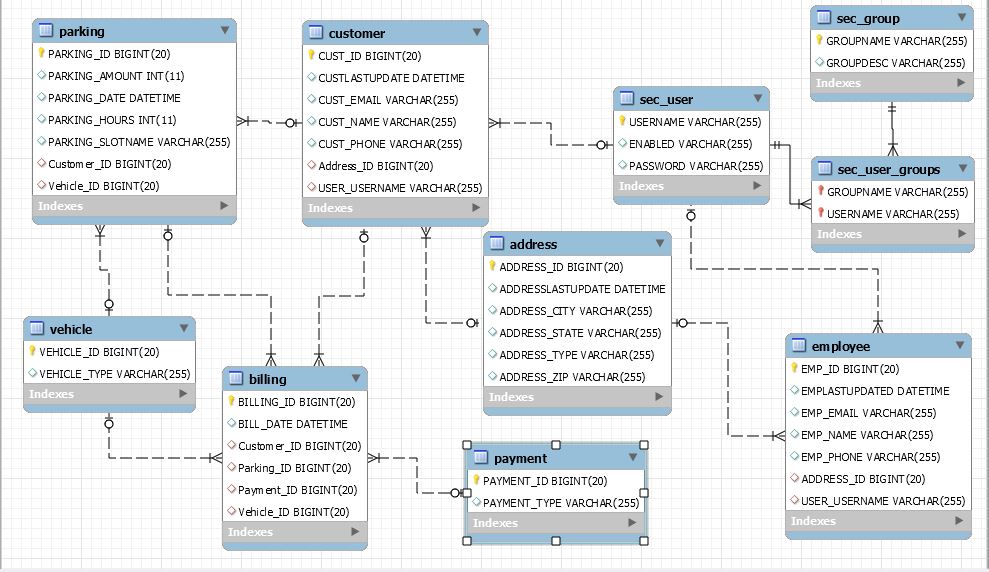 parking
PARKING_ID BIGINT(20)
PARKING_AMOUNT INT(11)
PARKING_DATE DATETIME
PARKING_HOURS INT(11)
PARKING_SLOTNAME VARCHAR(255)
Customer_ID BIGINT(20)
Vehicle_ID BIGINT(20)
Indexes
customer
CUST_ID BIGINT(20)
CUSTLASTUPDATE DATETIME
CUST_EMAIL VARCHAR(255)
CUST_NAME VARCHAR(255)
CUST_PHONE VARCHAR(255)
Address_ID BIGINT(20)
USER_USERNAME VARCHAR(255)
Indexes
sec_user
USERNAME VARCHAR(255)
ENABLED VARCHAR(255)
PASSWORD VARCHAR(255)
Indexes
sec_group
GROUPNAME VARCHAR(255)
GROUPDESC VARCHAR(255)
Indexes
sec_user_groups
GROUPNAME VARCHAR(255)
USERNAME VARCHAR(255)
Indexes
vehicle
VEHICLE_ID BIGINT(20)
VEHICLE_TYPE VARCHAR(255)
Indexes
billing
BILLING_ID BIGINT(20)
BILL_DATE DATETIME
Customer_ID BIGINT(20)
Parking_ID BIGINT(20)
Payment_ID BIGINT(20)
Vehicle_ID BIGINT(20)
Indexes
address
ADDRESS_ID BIGINT(20)
ADDRESSLASTUPDATE DATETIME
ADDRESS_CITY VARCHAR(255)
ADDRESS_STATE VARCHAR(255)
ADDRESS_TYPE VARCHAR(255)
ADDRESS_ZIP VARCHAR(255)
Indexes
payment
PAYMENT_ID BIGINT(20)
PAYMENT_TYPE VARCHAR(255)
Indexes
employee
EMP_ID BIGINT(20)
EMPLASTUPDATED DATETIME
EMP_EMAIL VARCHAR(255)
EMP_NAME VARCHAR(255)
EMP_PHONE VARCHAR(255)
ADDRESS_ID BIGINT(20)
USER_USERNAME VARCHAR(255)
Indexes